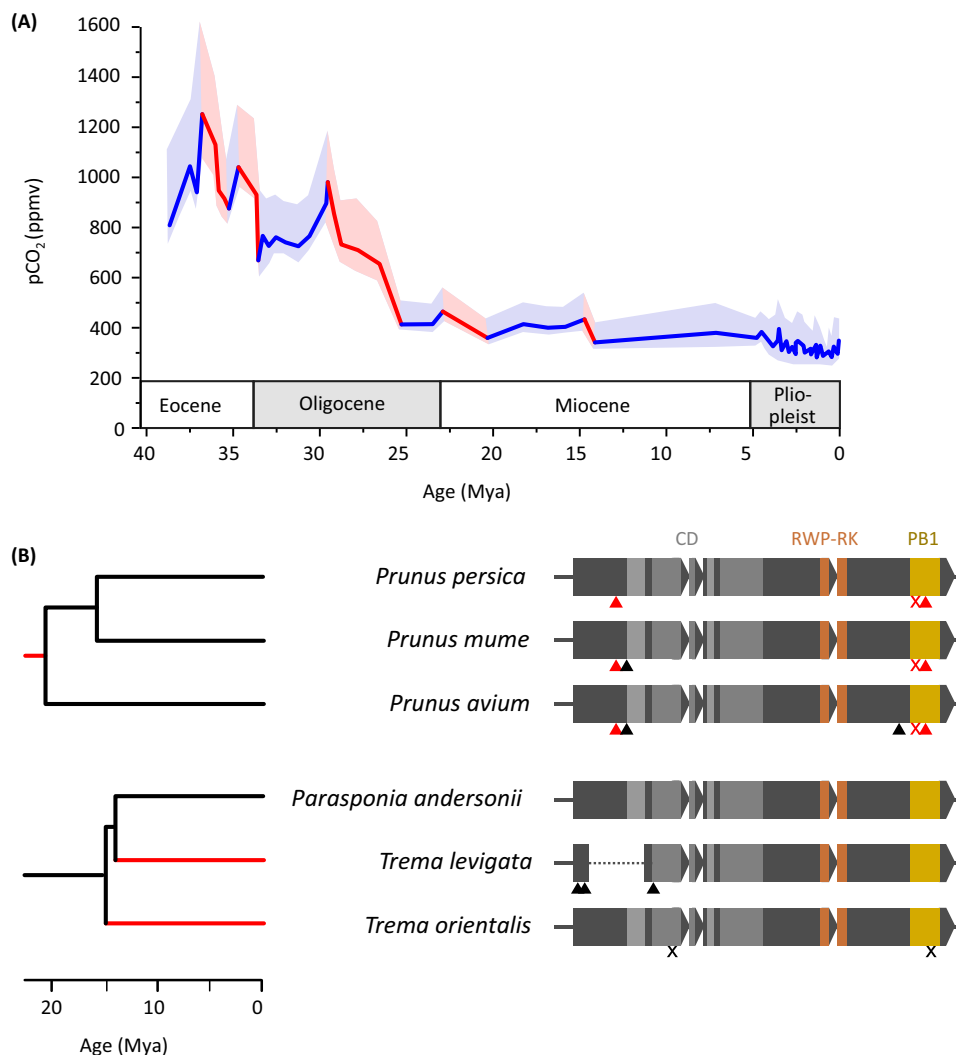 (A)
1600
1400
1200
1000
800
600
400
200
0
pCO₂ (ppmv)
Eocene
Oligocene
Miocene
Plio-
pleist
40 35 30 25 20 15 10 5 0
Age (Mya)
(B)
CD RWP-RK PB1
Prunus persica
X
Prunus mume
X
Prunus avium
X
Parasponia andersonii
Trema levigata
Trema orientalis
X X
20 10 0
Age (Mya)